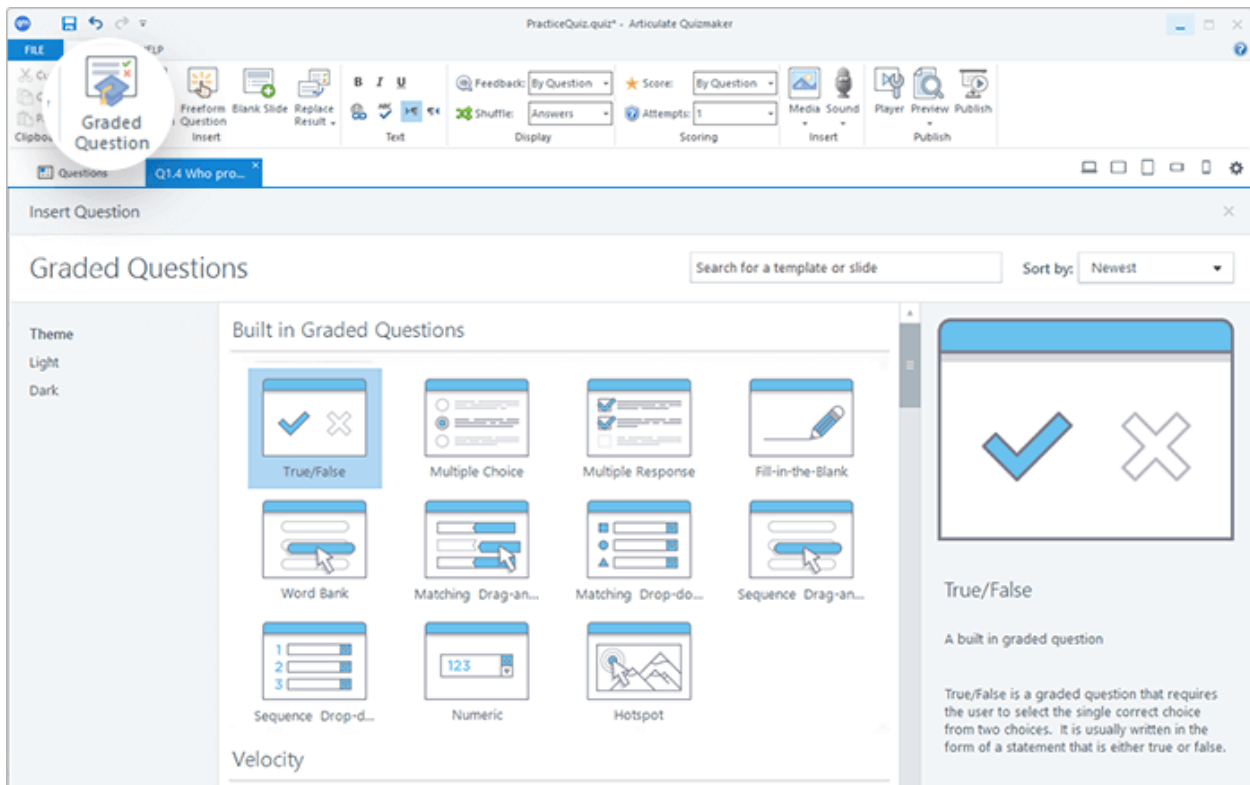 PracticeQuiz.quiz* - Articulate Quizmaker
FILE
Graded
Question
Freeform
Question
Blank Slide
Replace
Result
Insert
B I U
Text
Feedback: By Question
Shuffle: Answers
Display
Score: By Question
Attempts: 1
Scoring
Media
Sound
Insert
Player
Preview
Publish
Publish
Questions
Q1.4 Who pro...
Insert Question
Graded Questions
Search for a template or slide
Sort by: Newest
Theme
Light
Dark
Built in Graded Questions
True/False
Multiple Choice
Multiple Response
Fill-in-the-Blank
Word Bank
Matching Drag-an...
Matching Drop-do...
Sequence Drag-an...
1
2
3
Sequence Drop-d...
123
Numeric
Hotspot
Velocity
True/False
A built in graded question
True/False is a graded question that requires
the user to select the single correct choice
from two choices. It is usually written in the
form of a statement that is either true or false.